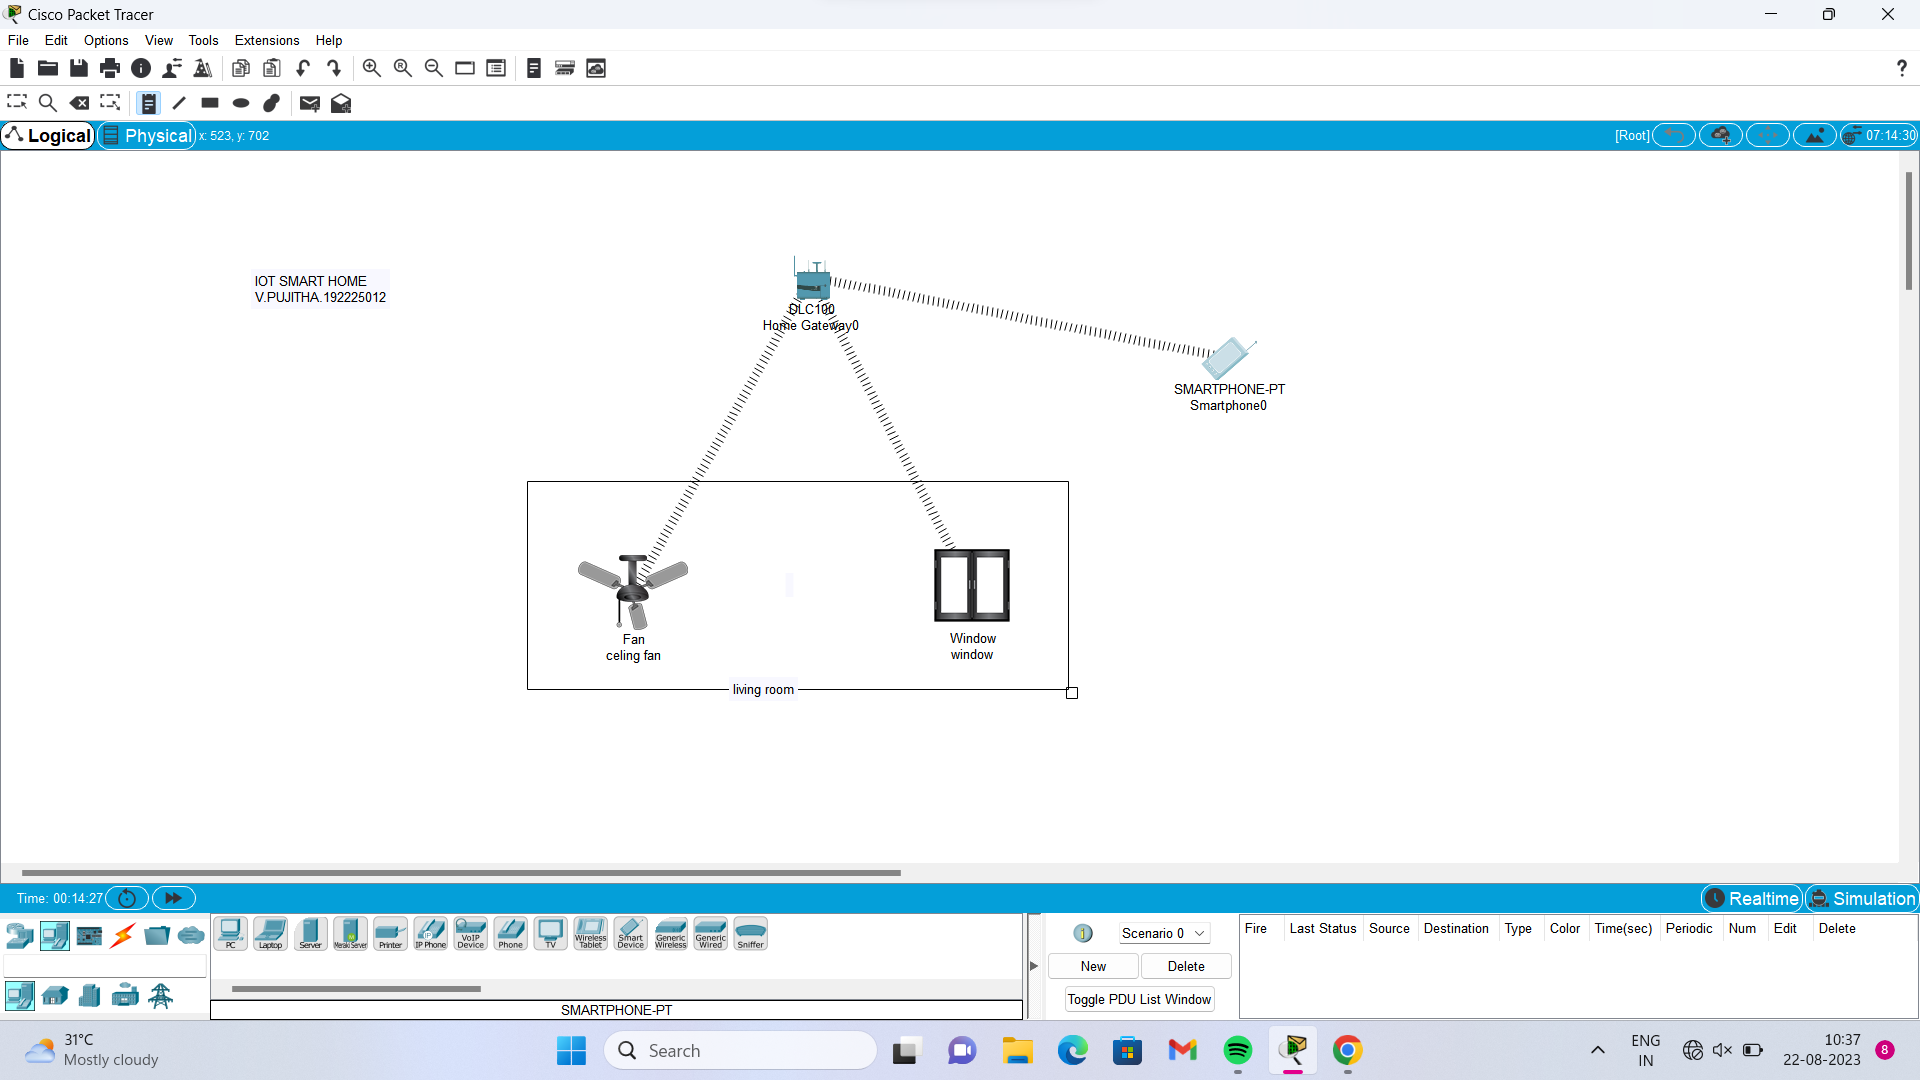 Cisco Packet Tracer
File Edit Options View Tools Extensions Help
?
Logical Physical x: 523, y: 702 [Root] 07:14:30
IOT SMART HOME
V.PUJITHA.192225012
DLC100
Home Gateway0
SMARTPHONE-PT
Smartphone0
Fan
celing fan
Window
window
living room
Time: 00:14:27 Realtime Simulation
PC Laptop Server Meraki Server Printer IP Phone VoIP Device Phone TV Wireless Tablet Smart Device Generic Wireless Generic Wired Sniffer
SMARTPHONE-PT
Scenario 0
New Delete
Toggle PDU List Window
Fire Last Status Source Destination Type Color Time(sec) Periodic Num Edit Delete
31°C
Mostly cloudy
Search
ENG
IN
10:37
22-08-2023
8